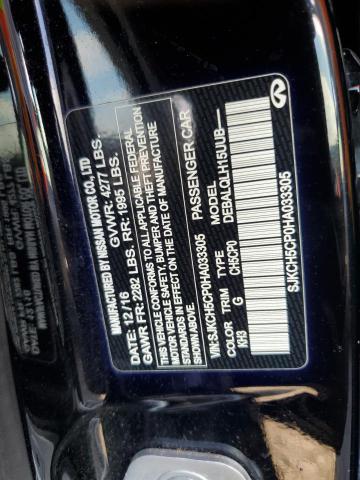 MANUFACTURED BY NISSAN MOTOR CO., LTD
DATE: 12/16 GVWR: 4277 LBS.
GAWR FR: 2282 LBS. RR: 1995 LBS.
THIS VEHICLE CONFORMS TO ALL APPLICABLE FEDERAL
MOTOR VEHICLE SAFETY, BUMPER AND THEFT PREVENTION
STANDARDS IN EFFECT ON THE DATE OF MANUFACTURE
SHOWN ABOVE.
VIN:SJKCH5CP0HA033305 PASSENGER CAR
COLOR TRIM TYPE MODEL
KH3 G CH5CP0 DEBALQLH15UUB----
SJKCH5CP0HA033305